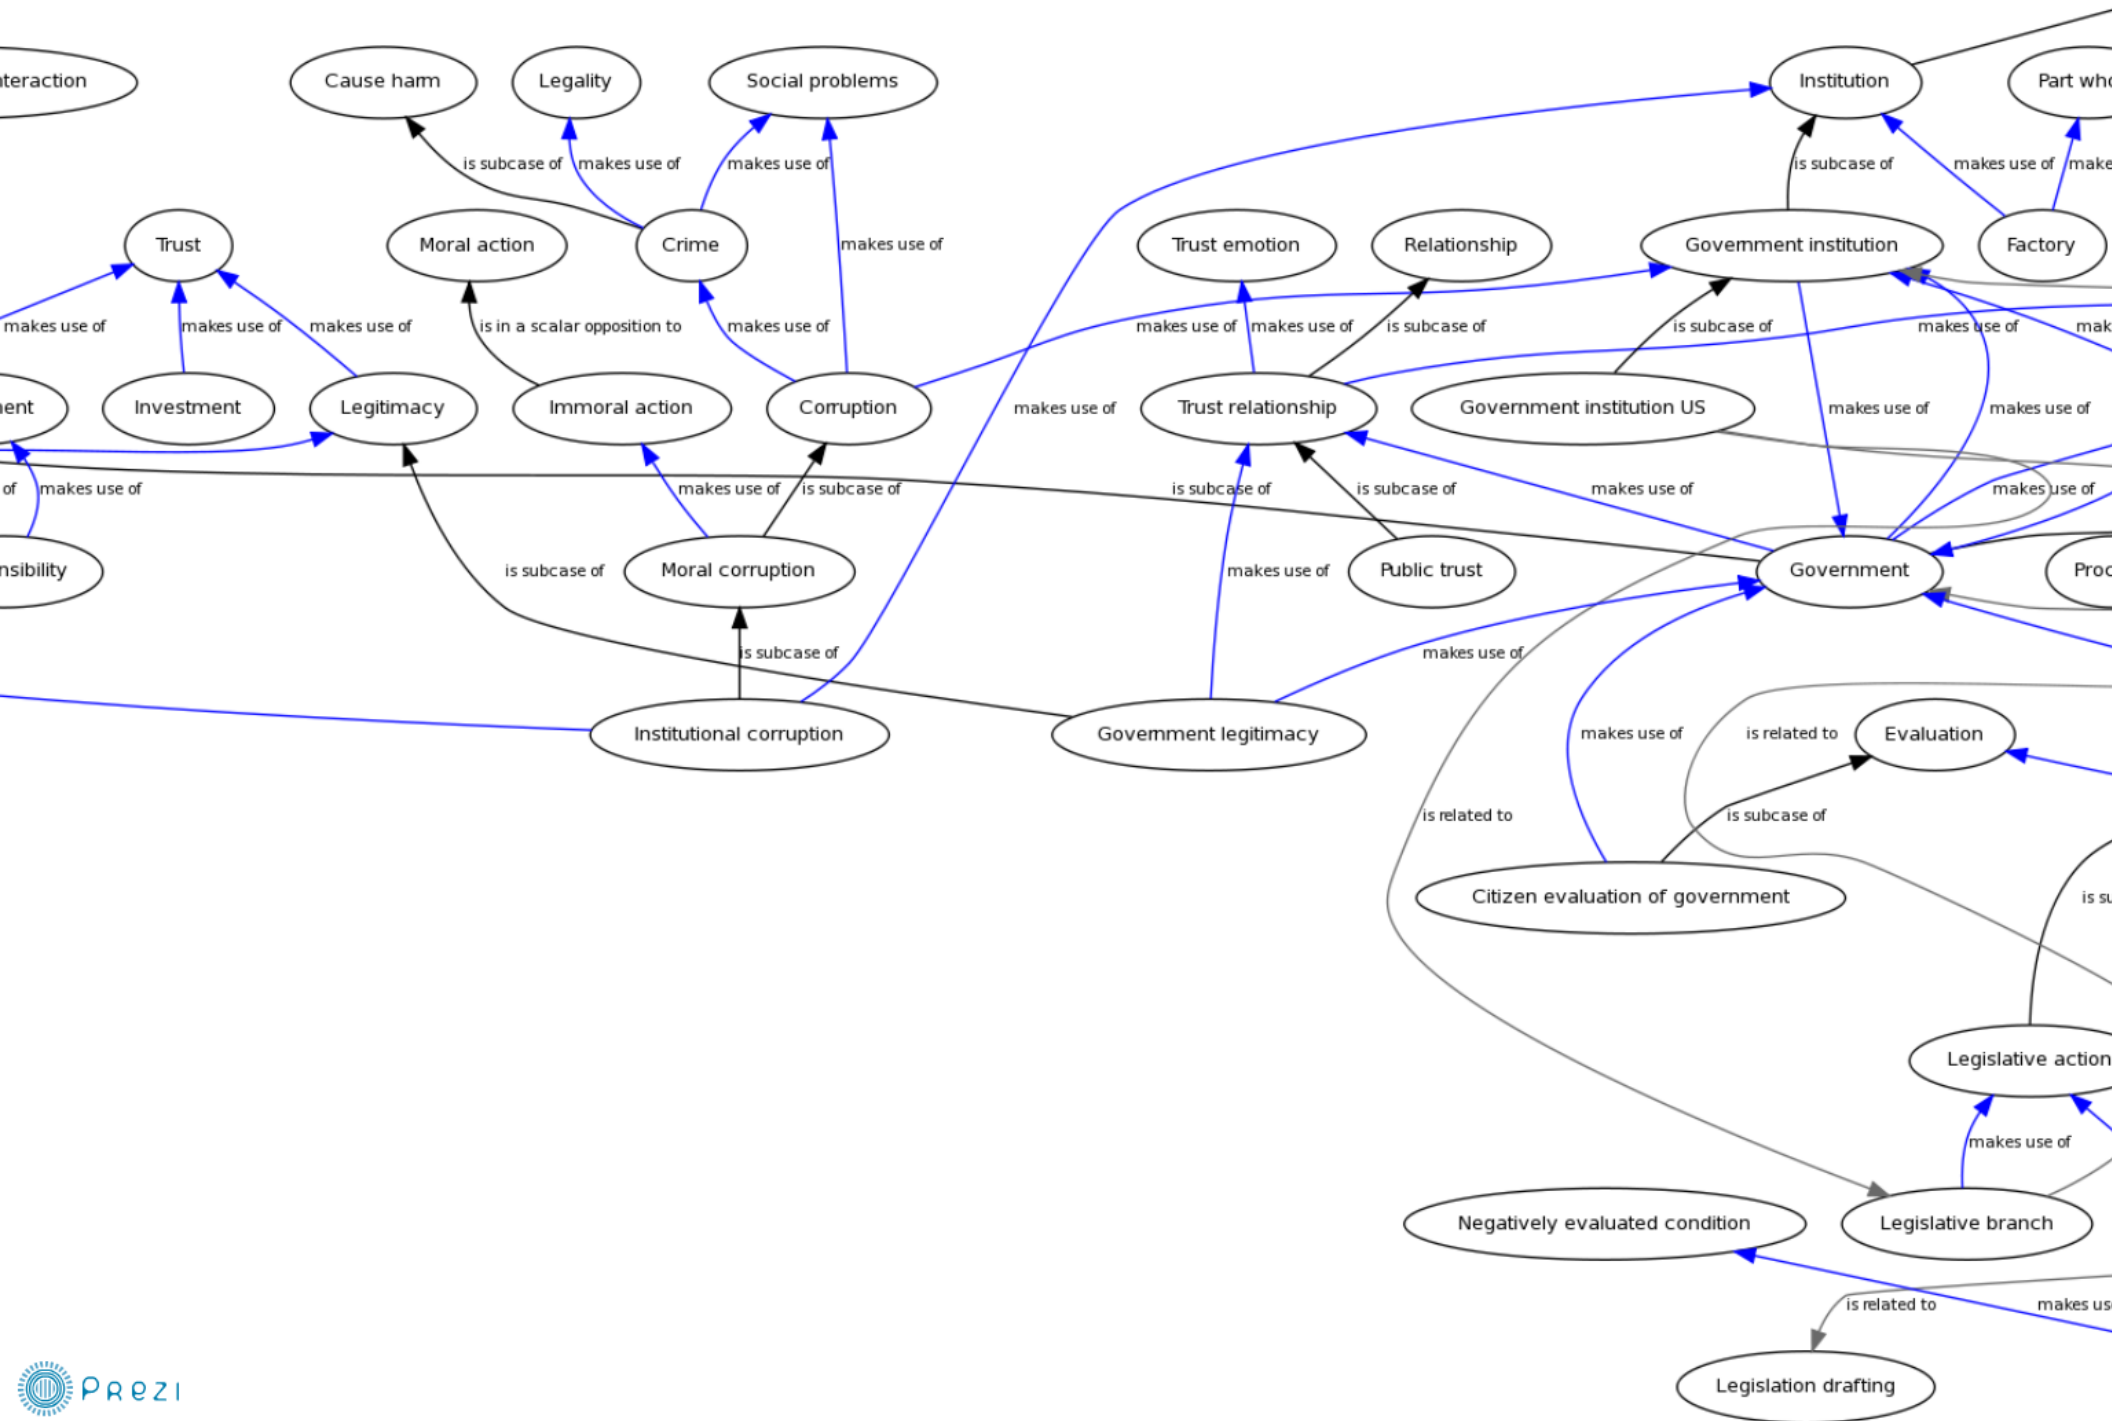 nteraction
Cause harm
Legality
Social problems
Institution
Part who
is subcase of
makes use of
makes use of
is subcase of
makes use of
make
Trust
Moral action
Crime
makes use of
Trust emotion
Relationship
Government institution
Factory
makes use of
makes use of
makes use of
is in a scalar opposition to
makes use of
makes use of
makes use of
is subcase of
is subcase of
makes use of
mak
ent
Investment
Legitimacy
Immoral action
Corruption
makes use of
Trust relationship
Government institution US
makes use of
makes use of
of
makes use of
makes use of
is subcase of
is subcase of
is subcase of
makes use of
makes use of
nsibility
is subcase of
Moral corruption
makes use of
Public trust
Government
Proc
is subcase of
makes use of
Institutional corruption
Government legitimacy
makes use of
is related to
Evaluation
is related to
is subcase of
Citizen evaluation of government
is su
Legislative action
makes use of
Negatively evaluated condition
Legislative branch
is related to
makes us
Legislation drafting
Prezi